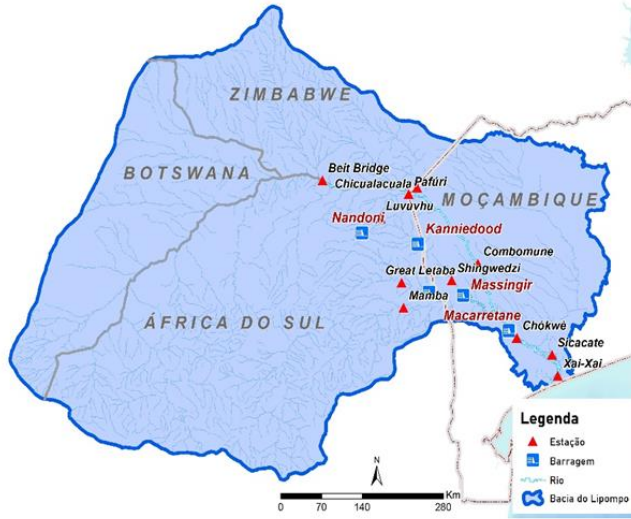 ZIMBABWE
BOTSWANA
Beit Bridge
Chicualacuala
Pafúri
MOÇAMBIQUE
Luvuvhu
Nandoni
Kanniedood
Combomune
Great Letaba
Shingwedzi
Massingir
Mamba
Macarretane
ÁFRICA DO SUL
Chókwè
Sicacate
Xai-Xai
Legenda
Estação
Barragem
Rio
Bacia do Lipompo
N
Km
0 70 140 280